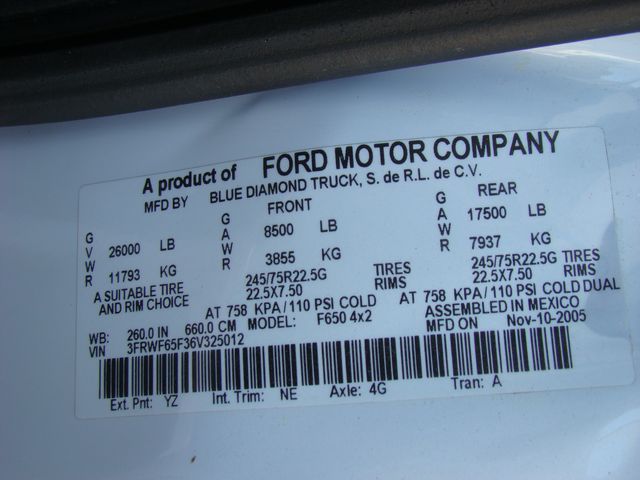 A product of FORD MOTOR COMPANY
MFD BY BLUE DIAMOND TRUCK, S. de R.L. de C.V.
GVWR 26000 LB 11793 KG
FRONT GAWR 8500 LB 3855 KG
REAR GAWR 17500 LB 7937 KG
A SUITABLE TIRE AND RIM CHOICE
245/75R22.5G TIRES 245/75R22.5G TIRES
22.5X7.50 RIMS 22.5X7.50 RIMS
AT 758 KPA/110 PSI COLD AT 758 KPA/110 PSI COLD DUAL
WB: 260.0 IN 660.0 CM MODEL: F650 4x2 ASSEMBLED IN MEXICO
VIN 3FRWF65F36V325012 MFD ON Nov-10-2005
Ext. Pnt: YZ Int. Trim: NE Axle: 4G Tran: A